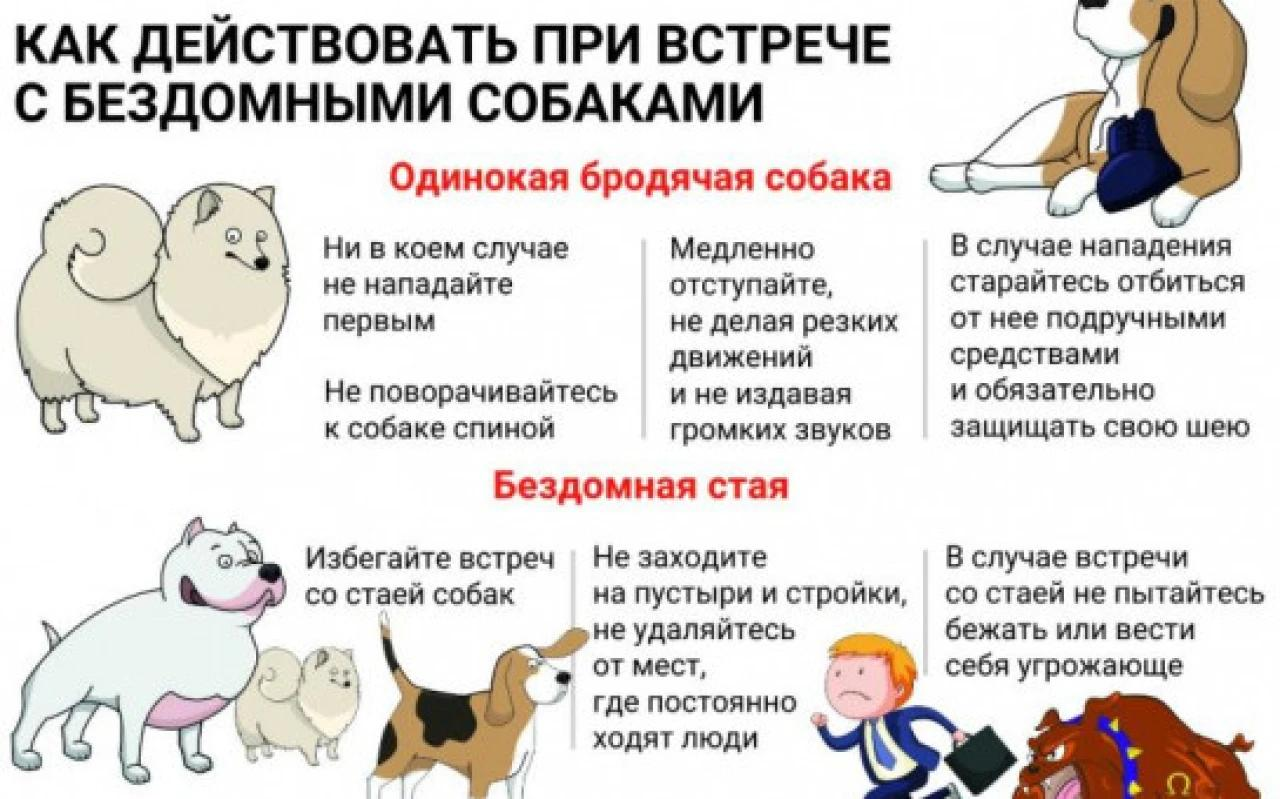 КАК ДЕЙСТВОВАТЬ ПРИ ВСТРЕЧЕ
С БЕЗДОМНЫМИ СОБАКАМИ
Одинокая бродячая собака
Ни в коем случае
не нападайте
первым
Не поворачивайтесь
к собаке спиной
Медленно
отступайте,
не делая резких
движений
и не издавая
громких звуков
В случае нападения
старайтесь отбиться
от нее подручными
средствами
и обязательно
защищать свою шею
Бездомная стая
Избегайте встреч
со стаей собак
Не заходите
на пустыри и стройки,
не удаляйтесь
от мест,
где постоянно
ходят люди
В случае встречи
со стаей не пытайтесь
бежать или вести
себя угрожающе